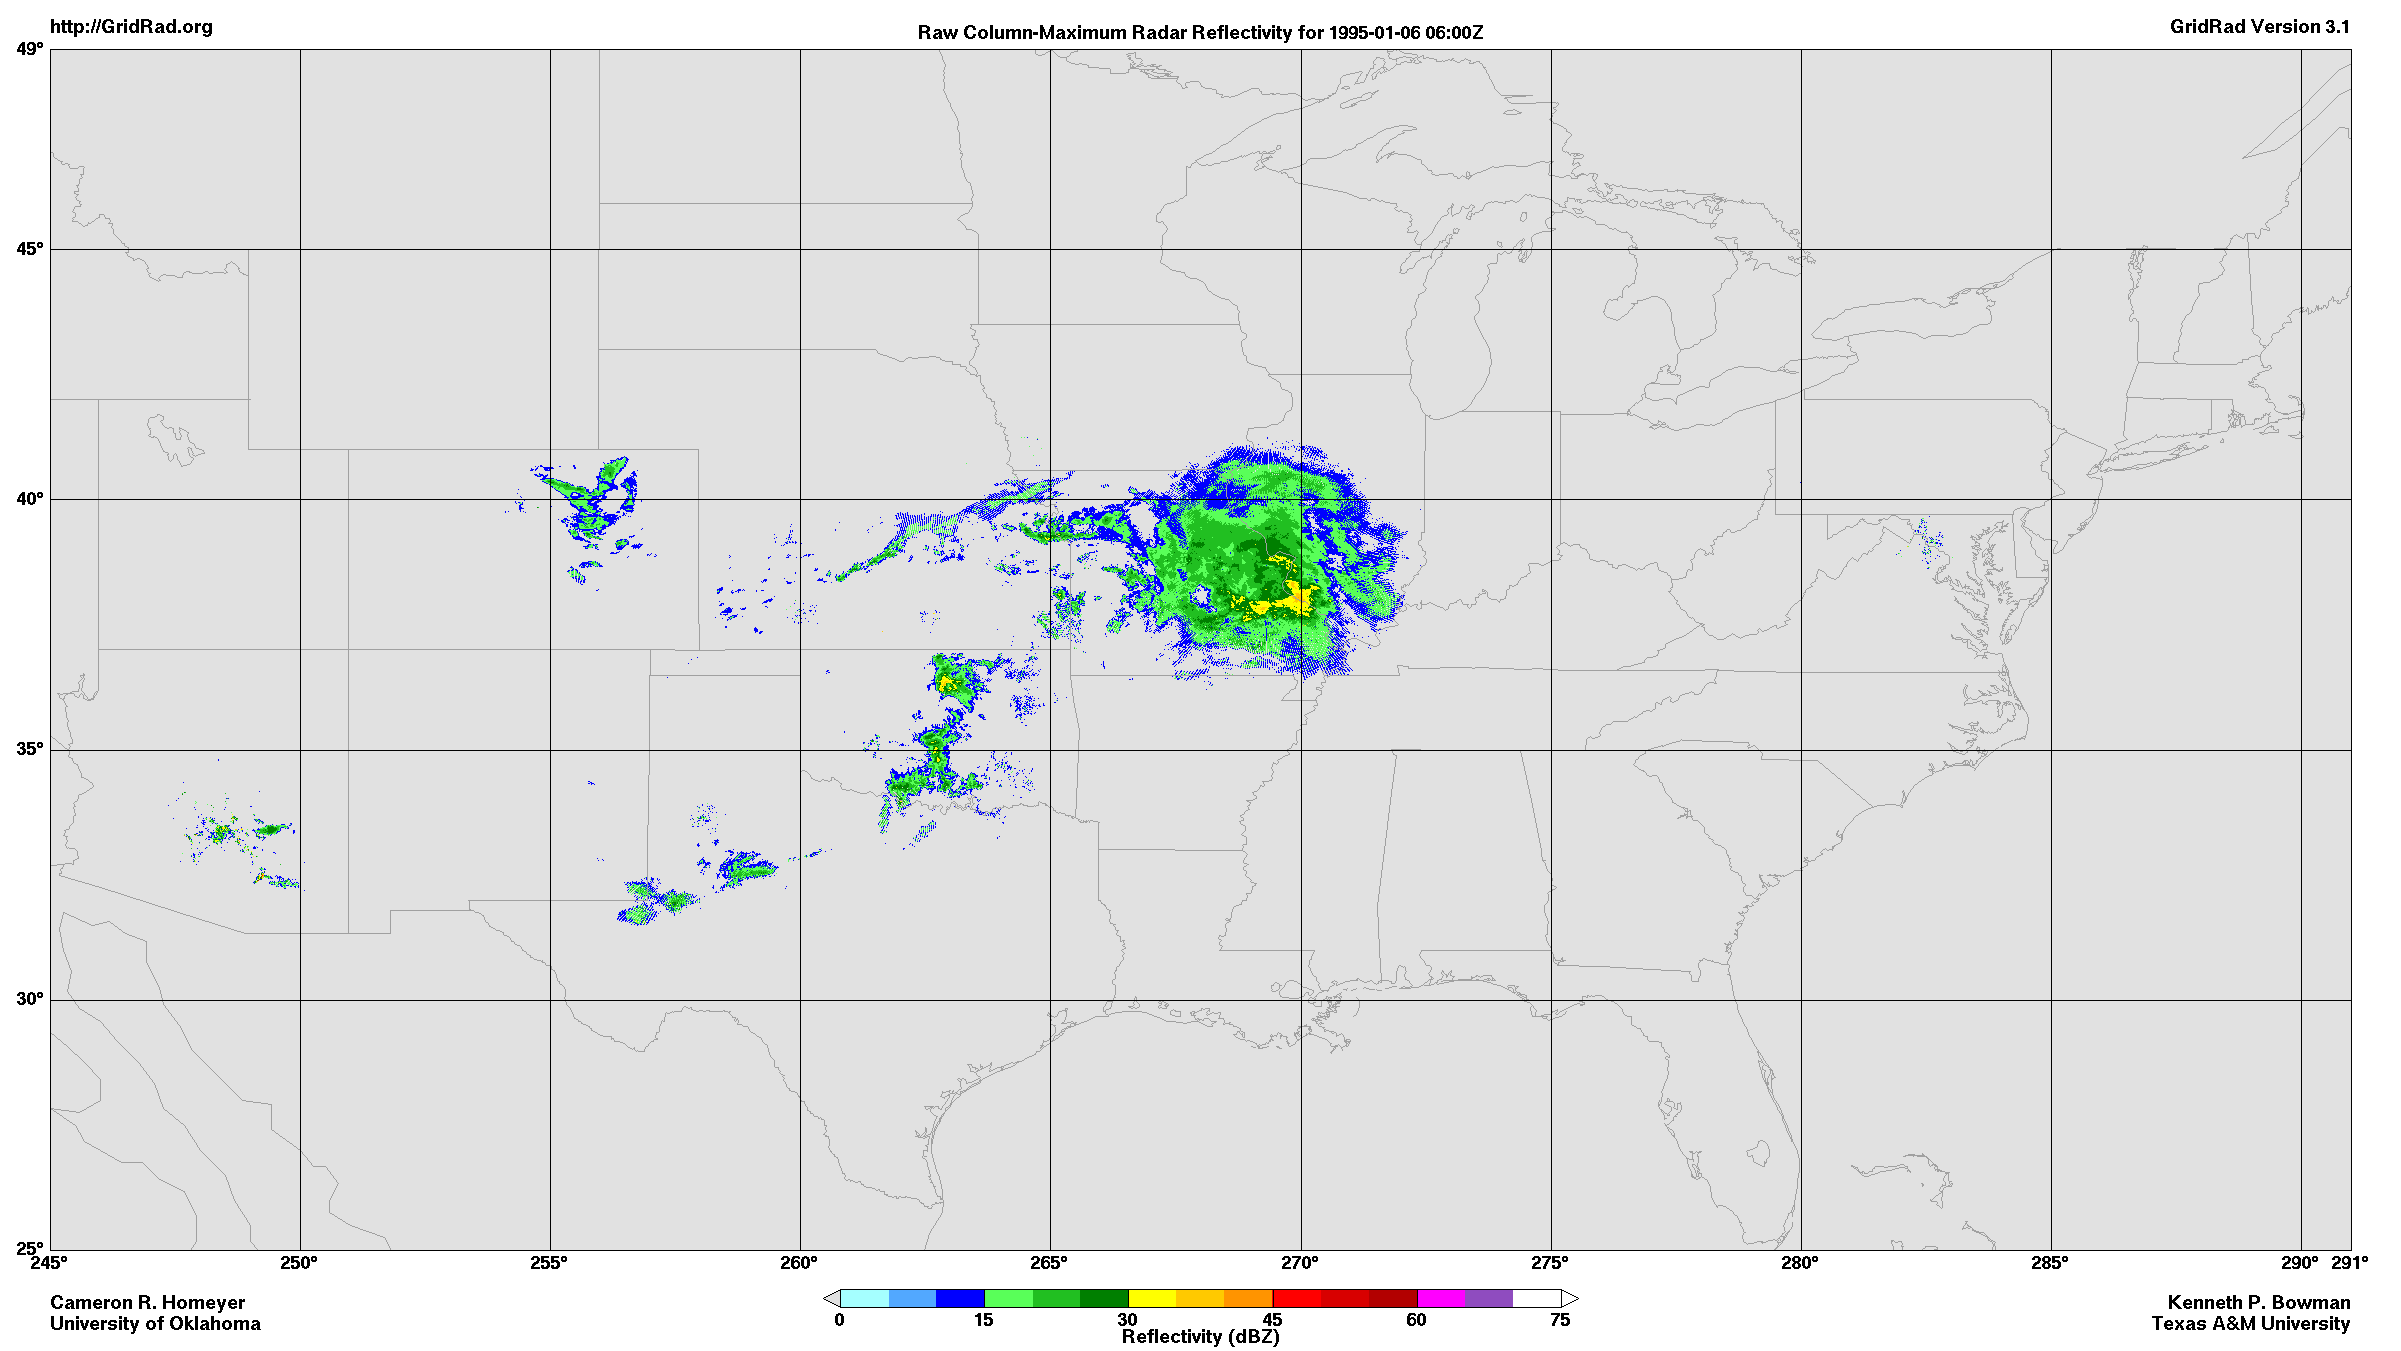 http://GridRad.org
Raw Column-Maximum Radar Reflectivity for 1995-01-06 06:00Z
GridRad Version 3.1
49°
45°
40°
35°
30°
25°
245° 250° 255° 260° 265° 270° 275° 280° 285° 290° 291°
0 15 30 45 60 75
Reflectivity (dBZ)
Cameron R. Homeyer
University of Oklahoma
Kenneth P. Bowman
Texas A&M University